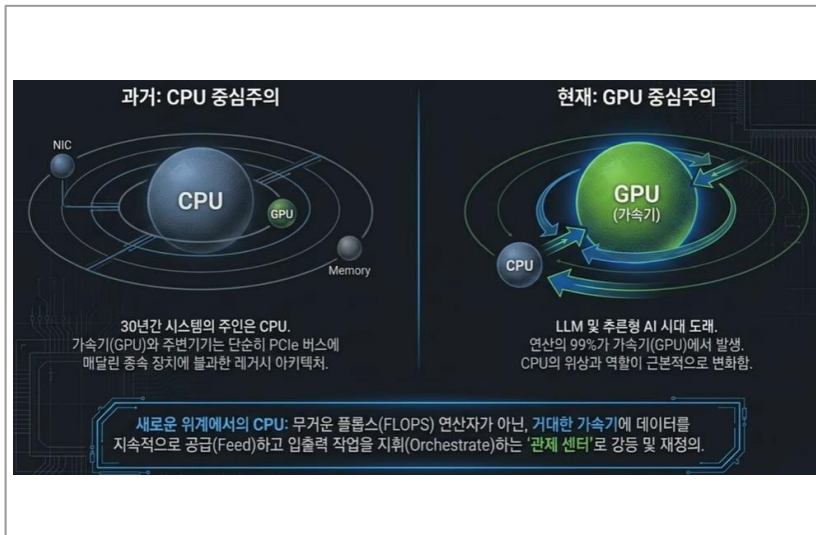 과거: CPU 중심주의
NIC
CPU
GPU
Memory
30년간 시스템의 주인은 CPU.
가속기(GPU)와 주변기기는 단순히 PCIe 버스에
매달린 종속 장치에 불과한 레거시 아키텍처.
현재: GPU 중심주의
GPU
(가속기)
CPU
LLM 및 추론형 AI 시대 도래.
연산의 99%가 가속기(GPU)에서 발생.
CPU의 위상과 역할이 근본적으로 변화함.
새로운 위계에서의 CPU: 무거운 플롭스(FLOPS) 연산자가 아닌, 거대한 가속기에 데이터를
지속적으로 공급(Feed)하고 입출력 작업을 지휘(Orchestrate)하는 '관제 센터'로 강등 및 재정의.